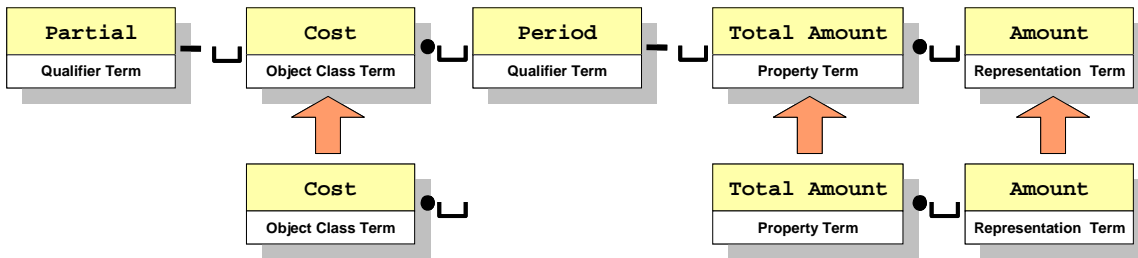 Partial
Qualifier Term
Cost
Object Class Term
Period
Qualifier Term
Total Amount
Property Term
Amount
Representation Term
Cost
Object Class Term
Total Amount
Property Term
Amount
Representation Term